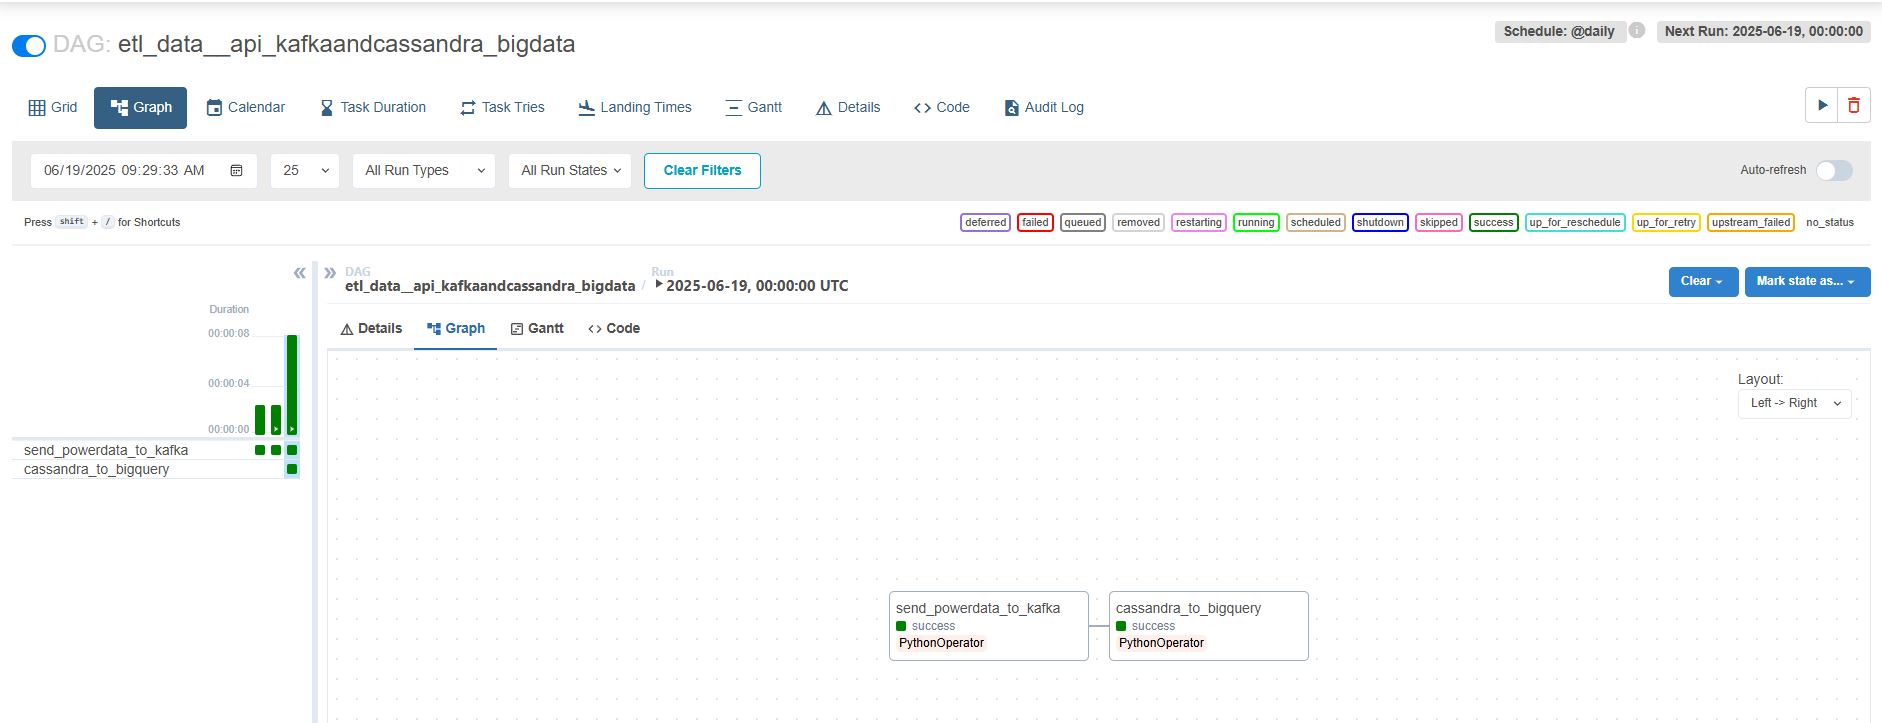 DAG: etl_data__api_kafkaandcassandra_bigdata
Schedule: @daily
Next Run: 2025-06-19, 00:00:00
Grid
Graph
Calendar
Task Duration
Task Tries
Landing Times
Gantt
Details
Code
Audit Log
06/19/2025 09:29:33 AM
25
All Run Types
All Run States
Clear Filters
Auto-refresh
Press shift + / for Shortcuts
deferred
failed
queued
removed
restarting
running
scheduled
shutdown
skipped
success
up_for_reschedule
up_for_retry
upstream_failed
no_status
Duration
00:00:08
00:00:04
00:00:00
send_powerdata_to_kafka
cassandra_to_bigquery
DAG
etl_data__api_kafkaandcassandra_bigdata /
Run
2025-06-19, 00:00:00 UTC
Clear
Mark state as...
Details
Graph
Gantt
Code
Layout:
Left -> Right
send_powerdata_to_kafka
success
PythonOperator
cassandra_to_bigquery
success
PythonOperator